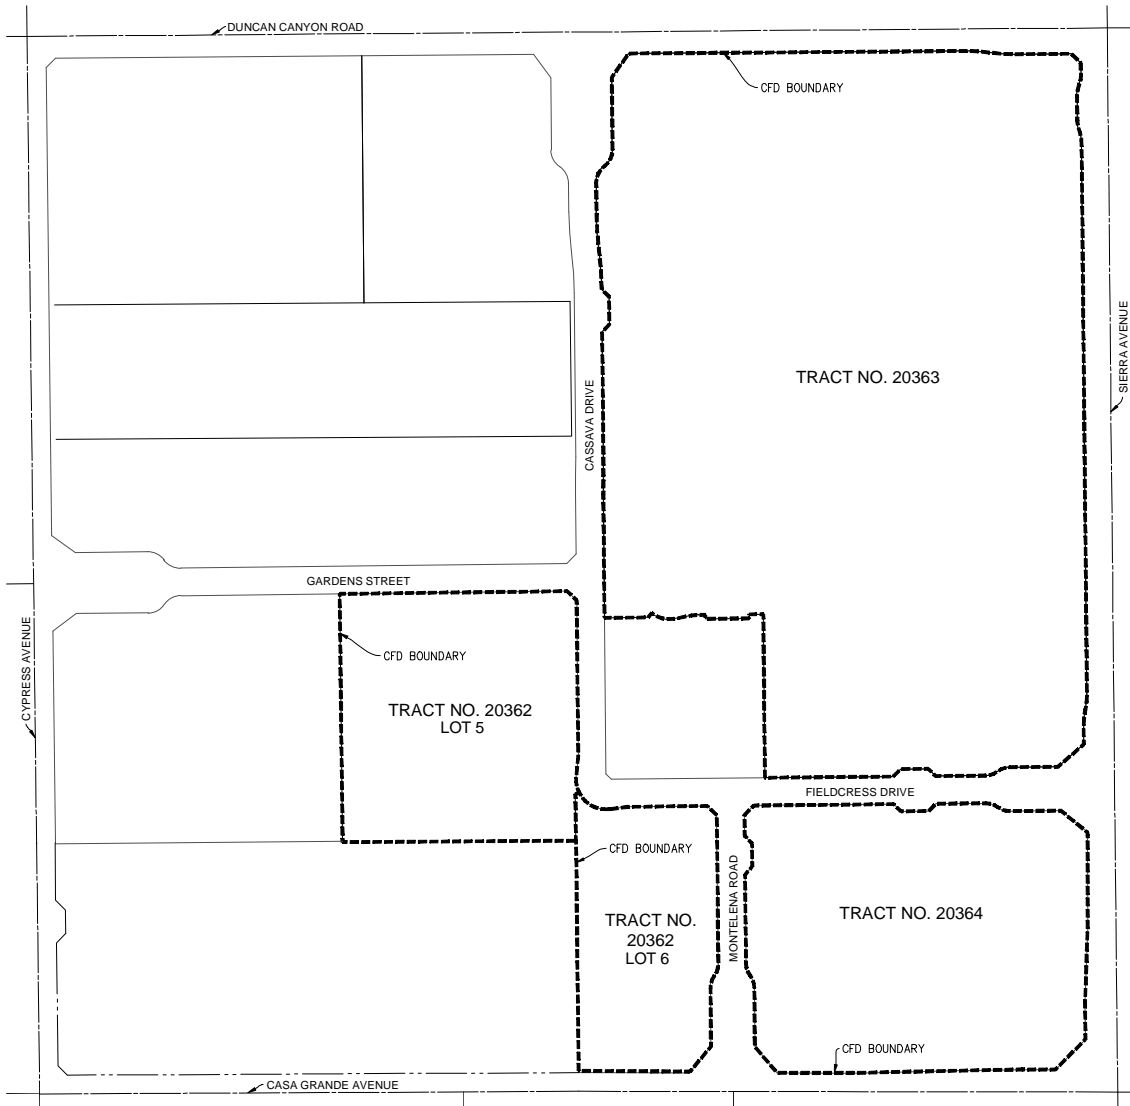 DUNCAN CANYON ROAD
CFD BOUNDARY
SIERRA AVENUE
TRACT NO. 20363
CASSAVA DRIVE
GARDENS STREET
CYPRESS AVENUE
CFD BOUNDARY
TRACT NO. 20362
LOT 5
FIELDCRESS DRIVE
CFD BOUNDARY
MONTELENA ROAD
TRACT NO.
20362
LOT 6
TRACT NO. 20364
CFD BOUNDARY
CASA GRANDE AVENUE